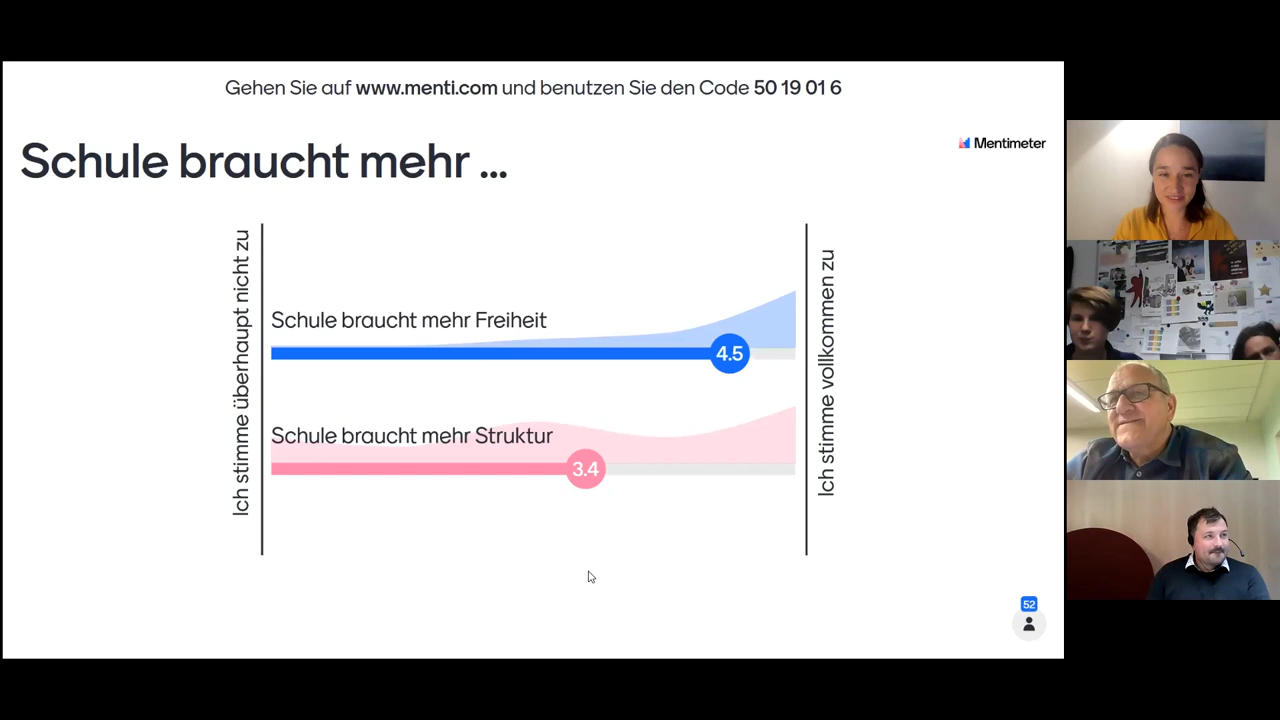 Gehen Sie auf www.menti.com und benutzen Sie den Code 50 19 01 6
Schule braucht mehr ...
Mentimeter
Ich stimme überhaupt nicht zu
Schule braucht mehr Freiheit
4.5
Schule braucht mehr Struktur
3.4
Ich stimme vollkommen zu
52